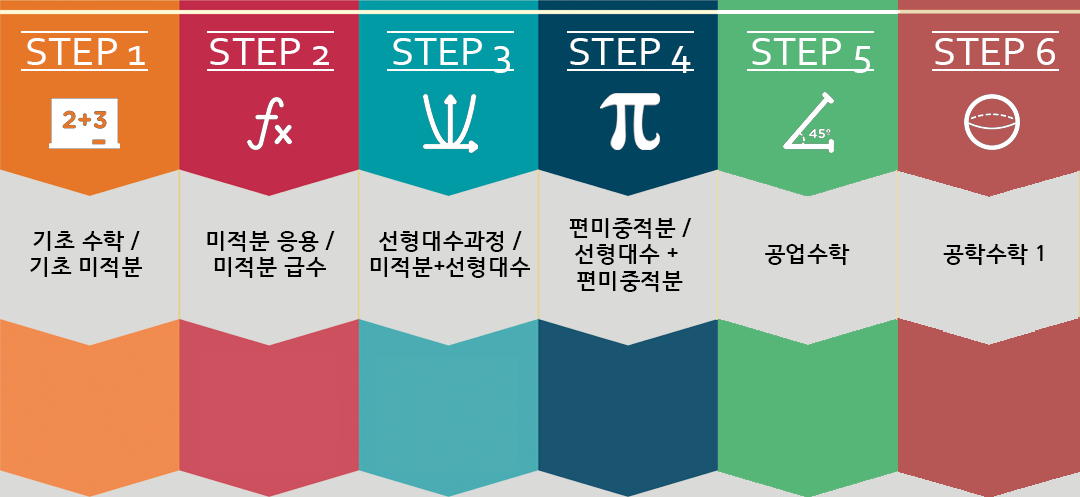 STEP 1
2+3
기초 수학 /
기초 미적분
STEP 2
fx
미적분 응용 /
미적분 급수
STEP 3
선형대수과정 /
미적분+선형대수
STEP 4
π
편미중적분 /
선형대수 +
편미중적분
STEP 5
45°
공업수학
STEP 6
공학수학 1